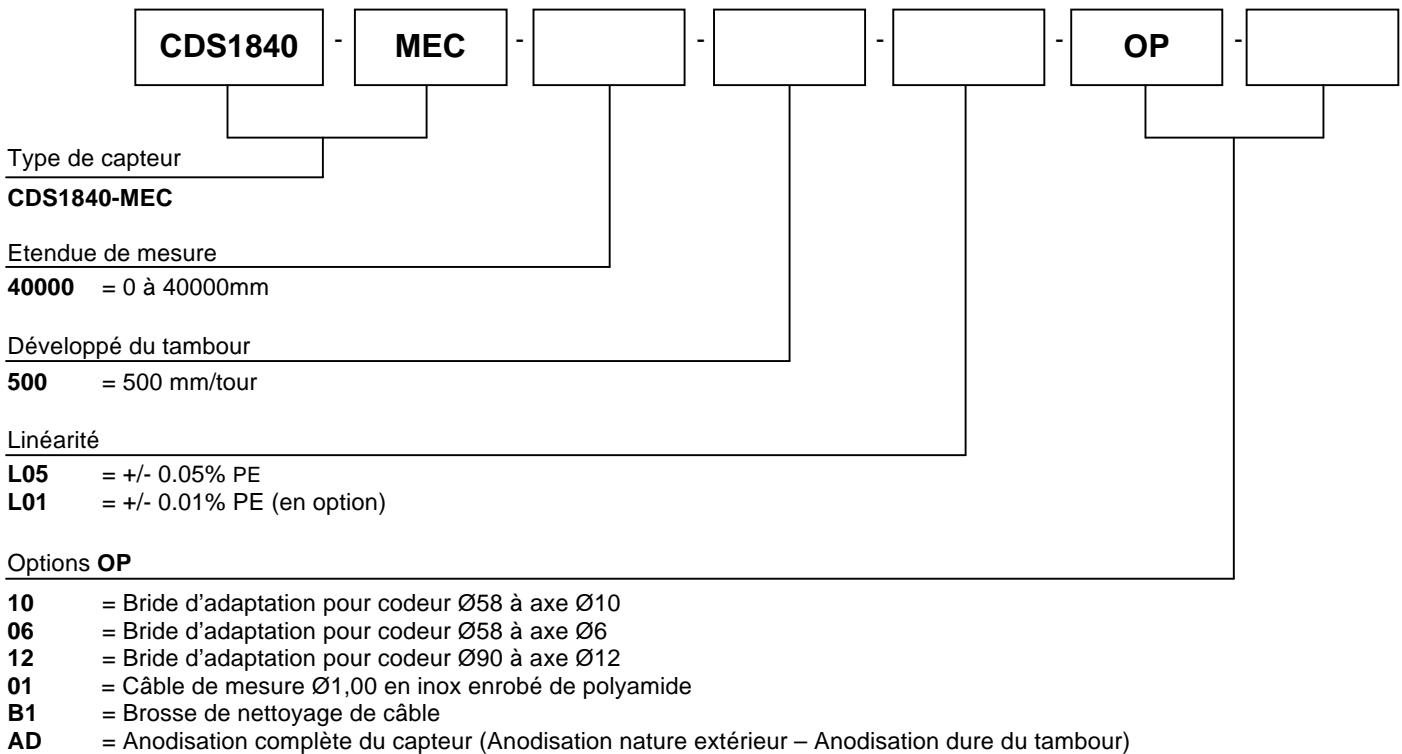 CDS1840 - MEC - - - - OP -
Type de capteur
CDS1840-MEC
Etendue de mesure
40000 = 0 à 40000mm
Développé du tambour
500 = 500 mm/tour
Linéarité
L05 = +/- 0.05% PE
L01 = +/- 0.01% PE (en option)
Options OP
10 = Bride d'adaptation pour codeur Ø58 à axe Ø10
06 = Bride d'adaptation pour codeur Ø58 à axe Ø6
12 = Bride d'adaptation pour codeur Ø90 à axe Ø12
01 = Câble de mesure Ø1,00 en inox enrobé de polyamide
B1 = Brosse de nettoyage de câble
AD = Anodisation complète du capteur (Anodisation nature extérieur – Anodisation dure du tambour)